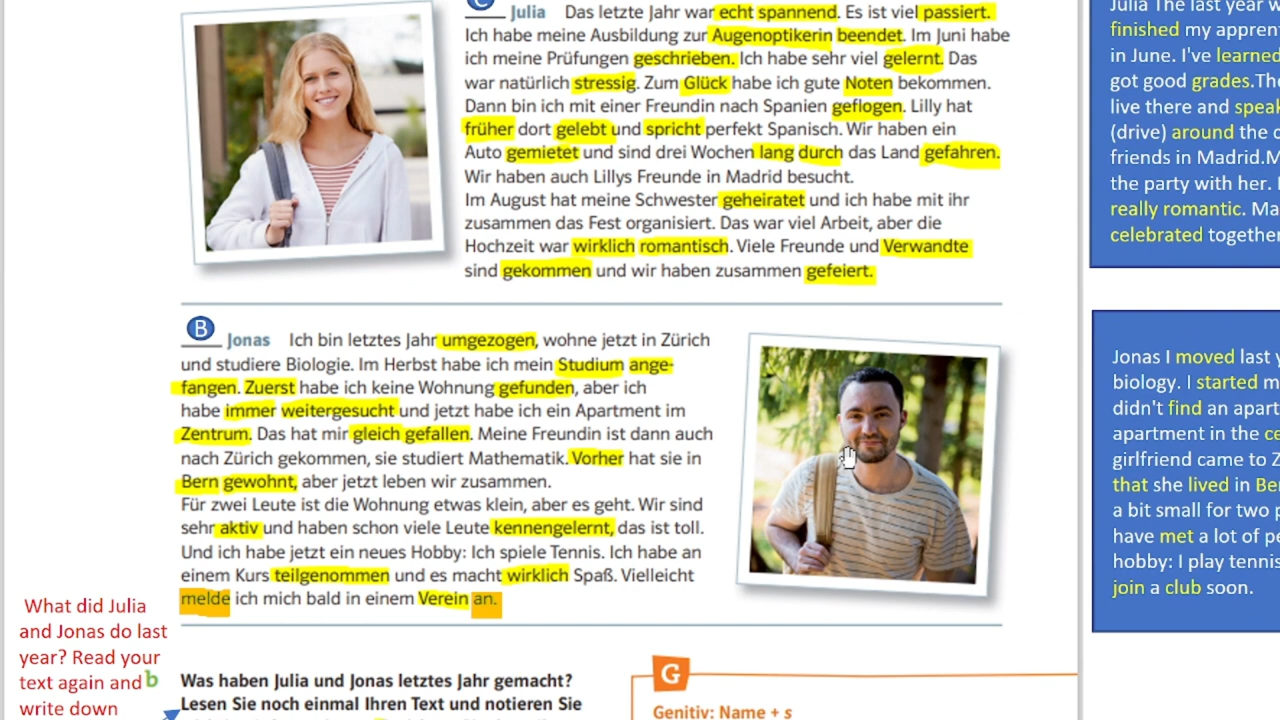 C Julia Das letzte Jahr war echt spannend. Es ist viel passiert.
Ich habe meine Ausbildung zur Augenoptikerin beendet. Im Juni habe
ich meine Prüfungen geschrieben. Ich habe sehr viel gelernt. Das
war natürlich stressig. Zum Glück habe ich gute Noten bekommen.
Dann bin ich mit einer Freundin nach Spanien geflogen. Lilly hat
früher dort gelebt und spricht perfekt Spanisch. Wir haben ein
Auto gemietet und sind drei Wochen lang durch das Land gefahren.
Wir haben auch Lillys Freunde in Madrid besucht.
Im August hat meine Schwester geheiratet und ich habe mit ihr
zusammen das Fest organisiert. Das war viel Arbeit, aber die
Hochzeit war wirklich romantisch. Viele Freunde und Verwandte
sind gekommen und wir haben zusammen gefeiert.
B Jonas Ich bin letztes Jahr umgezogen, wohne jetzt in Zürich
und studiere Biologie. Im Herbst habe ich mein Studium ange-
fangen. Zuerst habe ich keine Wohnung gefunden, aber ich
habe immer weitergesucht und jetzt habe ich ein Apartment im
Zentrum. Das hat mir gleich gefallen. Meine Freundin ist dann auch
nach Zürich gekommen, sie studiert Mathematik. Vorher hat sie in
Bern gewohnt, aber jetzt leben wir zusammen.
Für zwei Leute ist die Wohnung etwas klein, aber es geht. Wir sind
sehr aktiv und haben schon viele Leute kennengelernt, das ist toll.
Und ich habe jetzt ein neues Hobby: Ich spiele Tennis. Ich habe an
einem Kurs teilgenommen und es macht wirklich Spaß. Vielleicht
melde ich mich bald in einem Verein an.
What did Julia
and Jonas do last
year? Read your
text again and
write down
b Was haben Julia und Jonas letztes Jahr gemacht?
Lesen Sie noch einmal Ihren Text und notieren Sie
G
Genitiv: Name + s
Julia The last year
finished my
in June. I've learned
got good grades.
live there and
(drive) around the
friends in Madrid.
the party with her.
really romantic.
celebrated
Jonas I moved last
biology. I started
didn't find an
apartment in the
girlfriend came to
that she lived in
a bit small for two
have met a lot of
hobby: I play tennis
join a club soon.